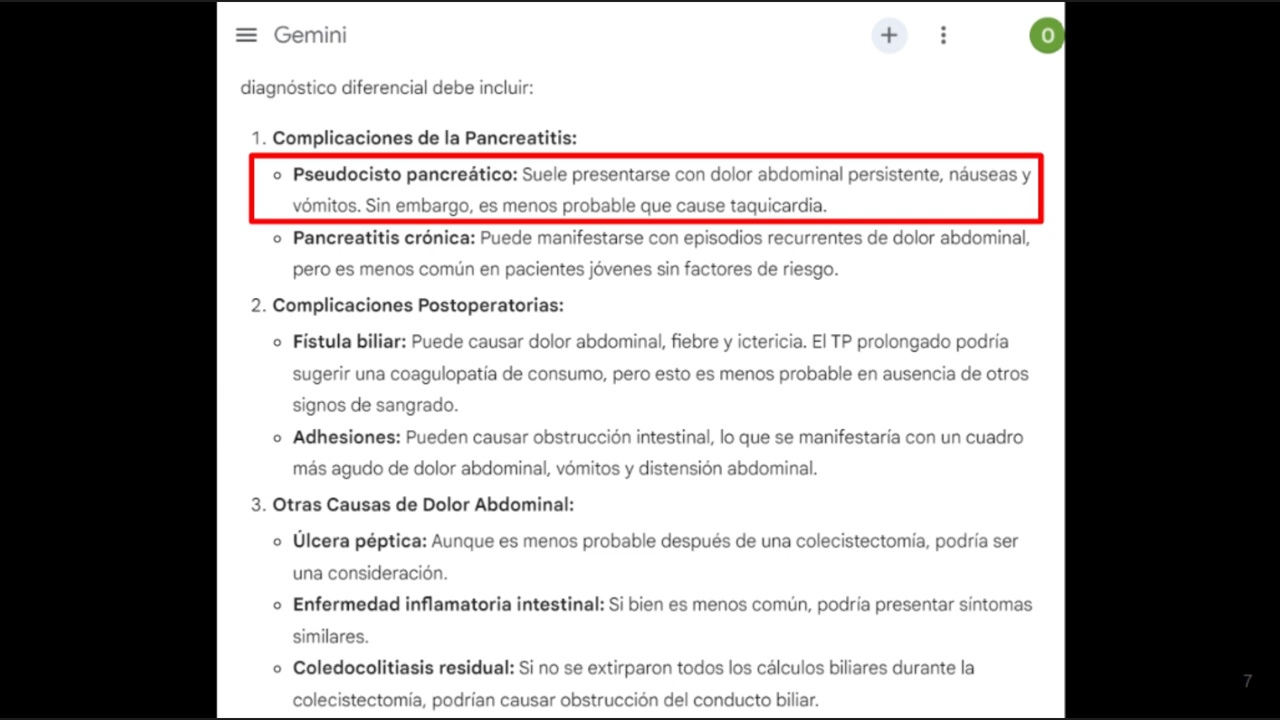 Gemini
O
diagnóstico diferencial debe incluir:
1. Complicaciones de la Pancreatitis:
Pseudocisto pancreático: Suele presentarse con dolor abdominal persistente, náuseas y
vómitos. Sin embargo, es menos probable que cause taquicardia.
Pancreatitis crónica: Puede manifestarse con episodios recurrentes de dolor abdominal,
pero es menos común en pacientes jóvenes sin factores de riesgo.
2. Complicaciones Postoperatorias:
Fístula biliar: Puede causar dolor abdominal, fiebre y ictericia. El TP prolongado podría
sugerir una coagulopatía de consumo, pero esto es menos probable en ausencia de otros
signos de sangrado.
Adhesiones: Pueden causar obstrucción intestinal, lo que se manifestaría con un cuadro
más agudo de dolor abdominal, vómitos y distensión abdominal.
3. Otras Causas de Dolor Abdominal:
Úlcera péptica: Aunque es menos probable después de una colecistectomía, podría ser
una consideración.
Enfermedad inflamatoria intestinal: Si bien es menos común, podría presentar síntomas
similares.
Coledocolitiasis residual: Si no se extirparon todos los cálculos biliares durante la
colecistectomía, podrían causar obstrucción del conducto biliar.
7